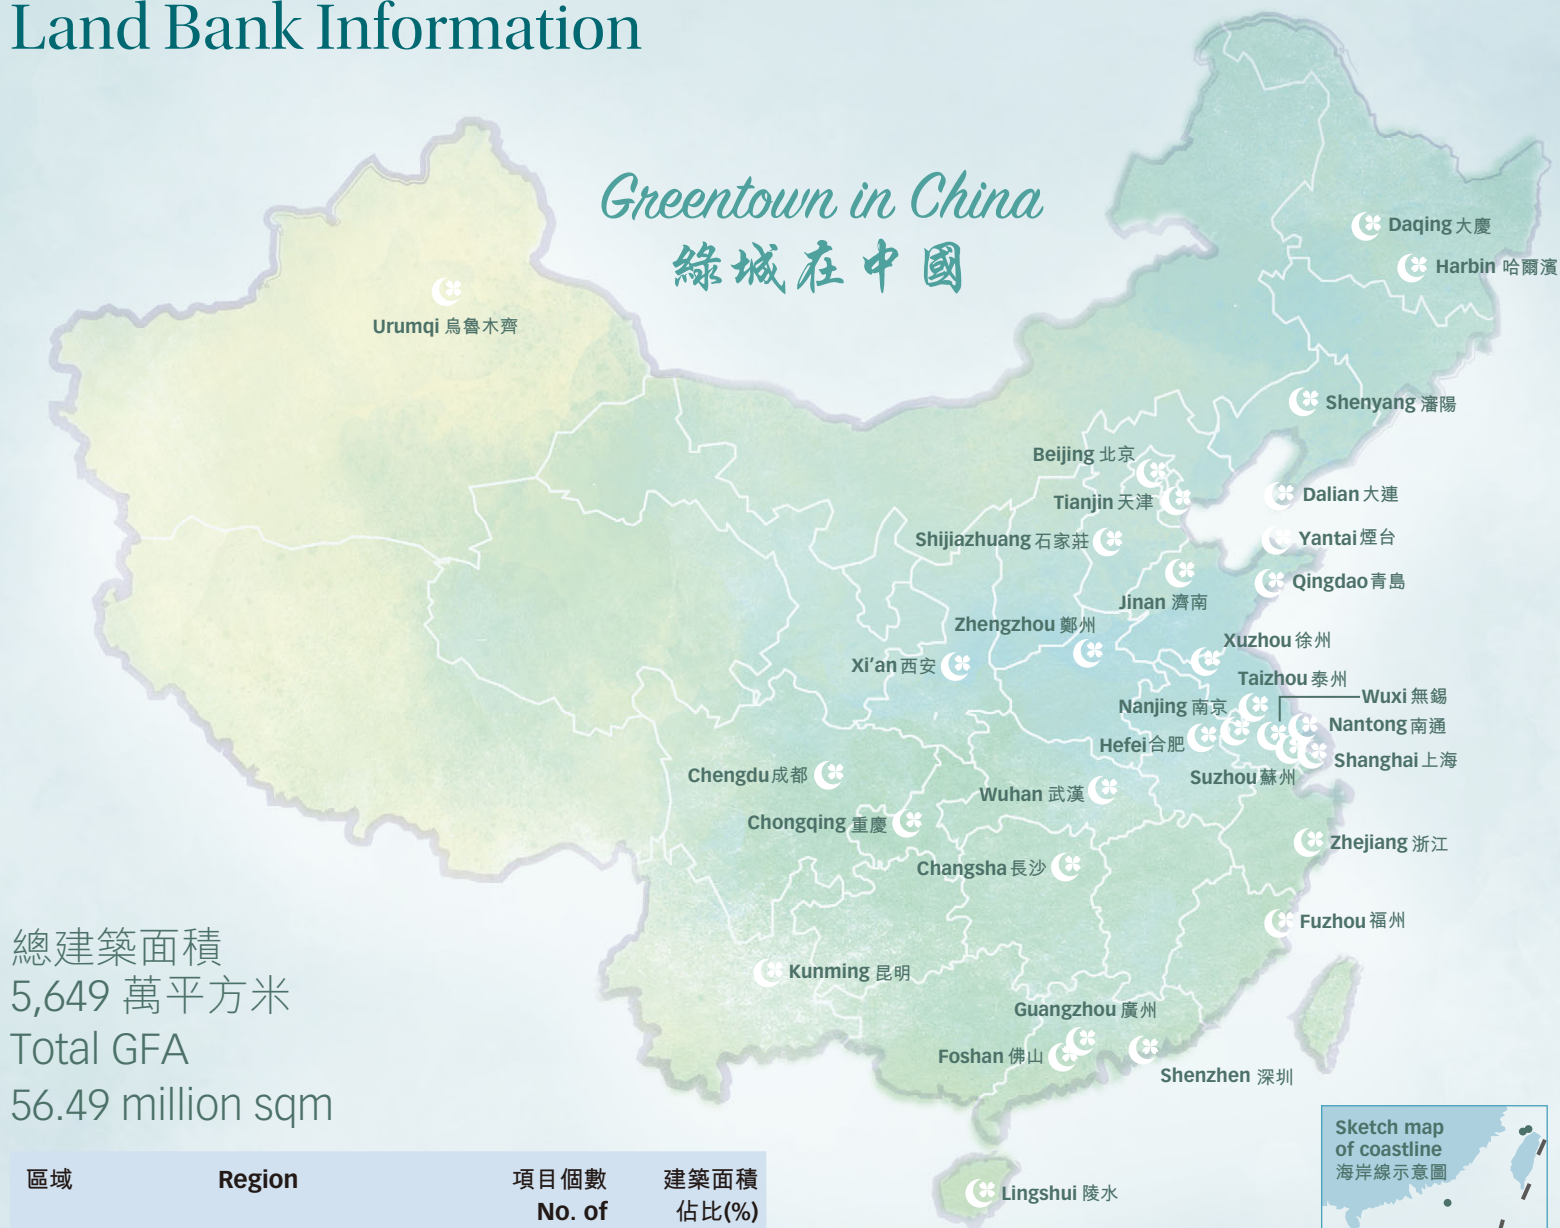 Land Bank Information
Greentown in China
綠城在中國
Daqing 大慶
Harbin 哈爾濱
Urumqi 烏魯木齊
Shenyang 瀋陽
Beijing 北京
Dalian 大連
Tianjin 天津
Yantai 煙台
Shijiazhuang 石家莊
Qingdao 青島
Jinan 濟南
Zhengzhou 鄭州
Xuzhou 徐州
Xi'an 西安
Taizhou 泰州
Wuxi 無錫
Nanjing 南京
Nantong 南通
Hefei 合肥
Shanghai 上海
Chengdu 成都
Suzhou 蘇州
Wuhan 武漢
Chongqing 重慶
Zhejiang 浙江
Changsha 長沙
Fuzhou 福州
Kunming 昆明
Guangzhou 廣州
Foshan 佛山
Shenzhen 深圳
Lingshui 陵水
總建築面積
5,649 萬平方米
Total GFA
56.49 million sqm
區域 Region 項目個數 建築面積
No. of 佔比(%)
Sketch map
of coastline
海岸線示意圖